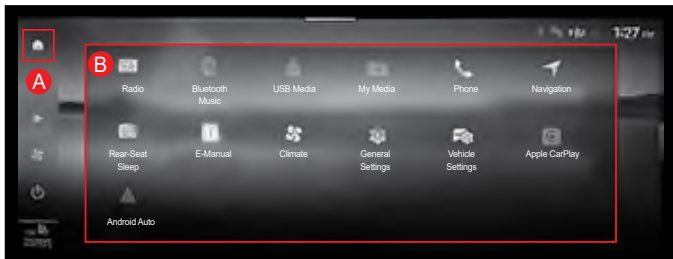 1:27
A
B
Radio
Bluetooth
Music
USB Media
My Media
Phone
Navigation
Rear-Seat
Sleep
E-Manual
Climate
General
Settings
Vehicle
Settings
Apple CarPlay
Android Auto